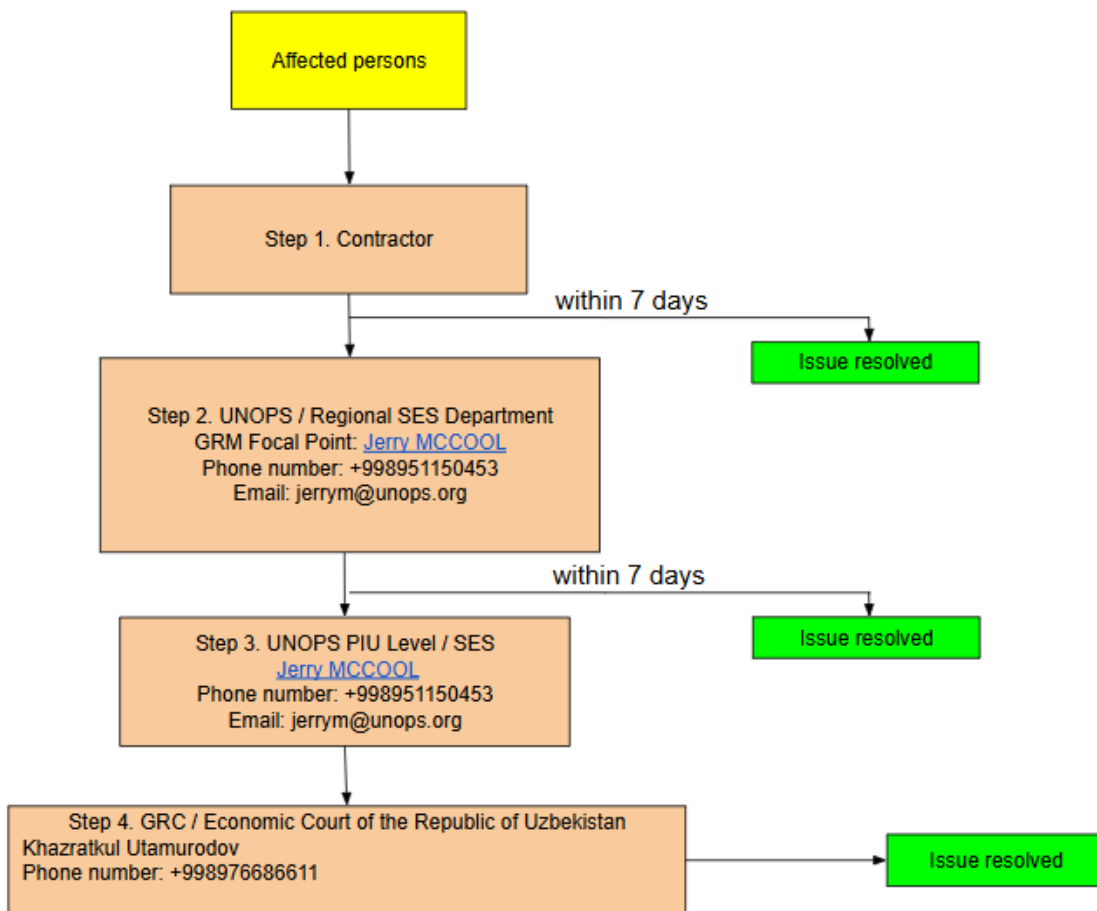 Affected persons
Step 1. Contractor
within 7 days
Issue resolved
Step 2. UNOPS / Regional SES Department
GRM Focal Point: Jerry MCCOOL
Phone number: +998951150453
Email: jerrym@unops.org
within 7 days
Issue resolved
Step 3. UNOPS PIU Level / SES
Jerry MCCOOL
Phone number: +998951150453
Email: jerrym@unops.org
Step 4. GRC / Economic Court of the Republic of Uzbekistan
Khazratkul Utamurodov
Phone number: +998976686611
Issue resolved